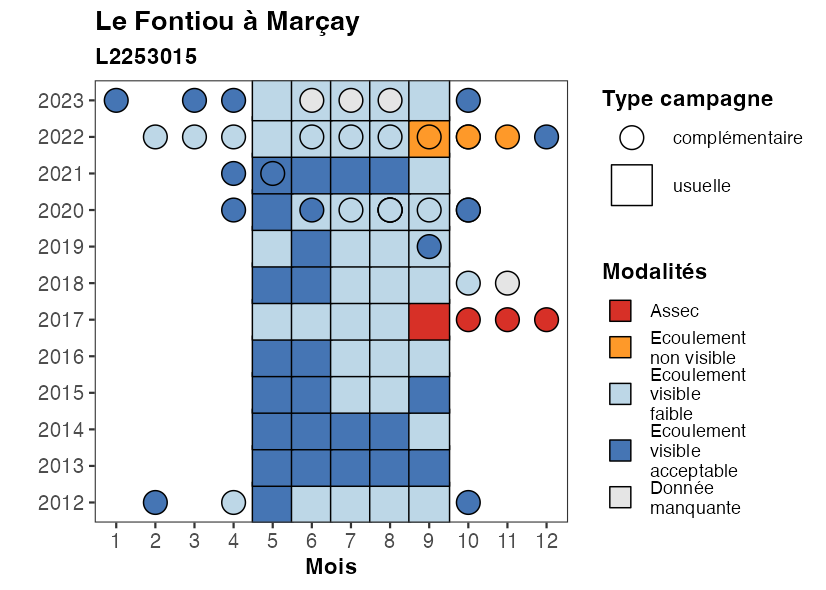 Le Fontiou à Marçay
L2253015
2023
2022
2021
2020
2019
2018
2017
2016
2015
2014
2013
2012
1 2 3 4 5 6 7 8 9 10 11 12
Mois
Type campagne
complémentaire
usuelle
Modalités
Assec
Ecoulement
non visible
Ecoulement
visible
faible
Ecoulement
visible
acceptable
Donnée
manquante